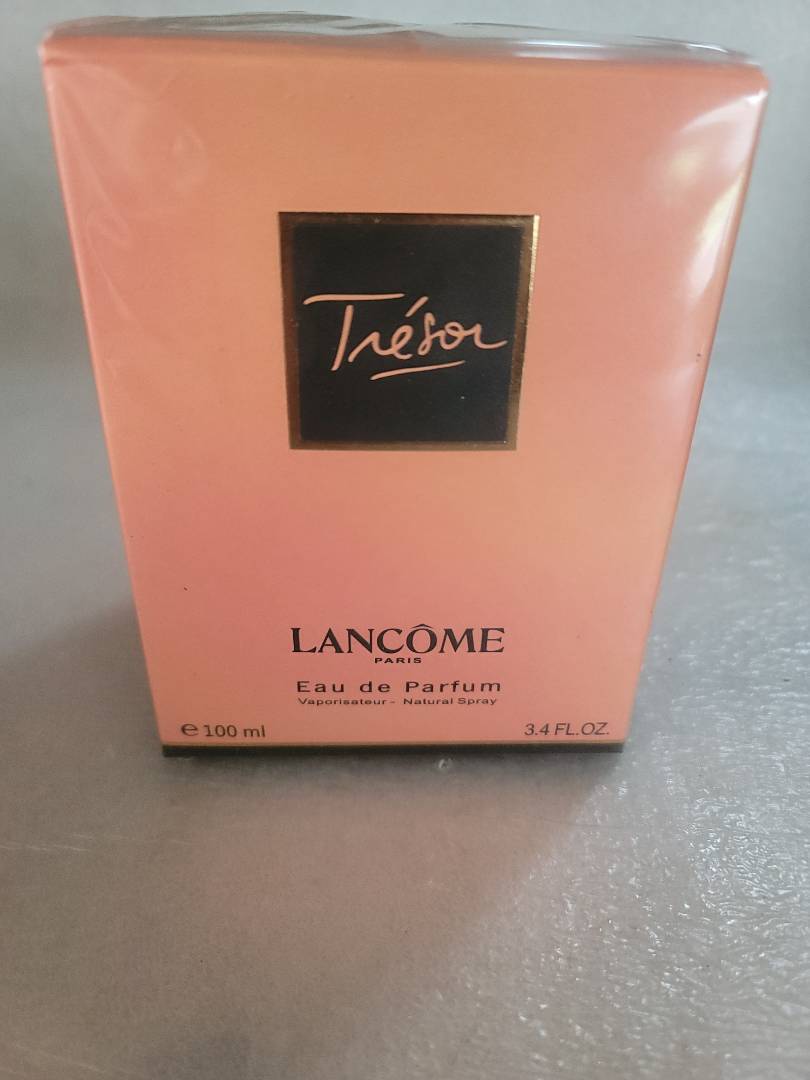 Trésor
LANCÔME
PARIS
Eau de Parfum
Vaporisateur - Natural Spray
℮ 100 ml
3.4 FL.OZ.